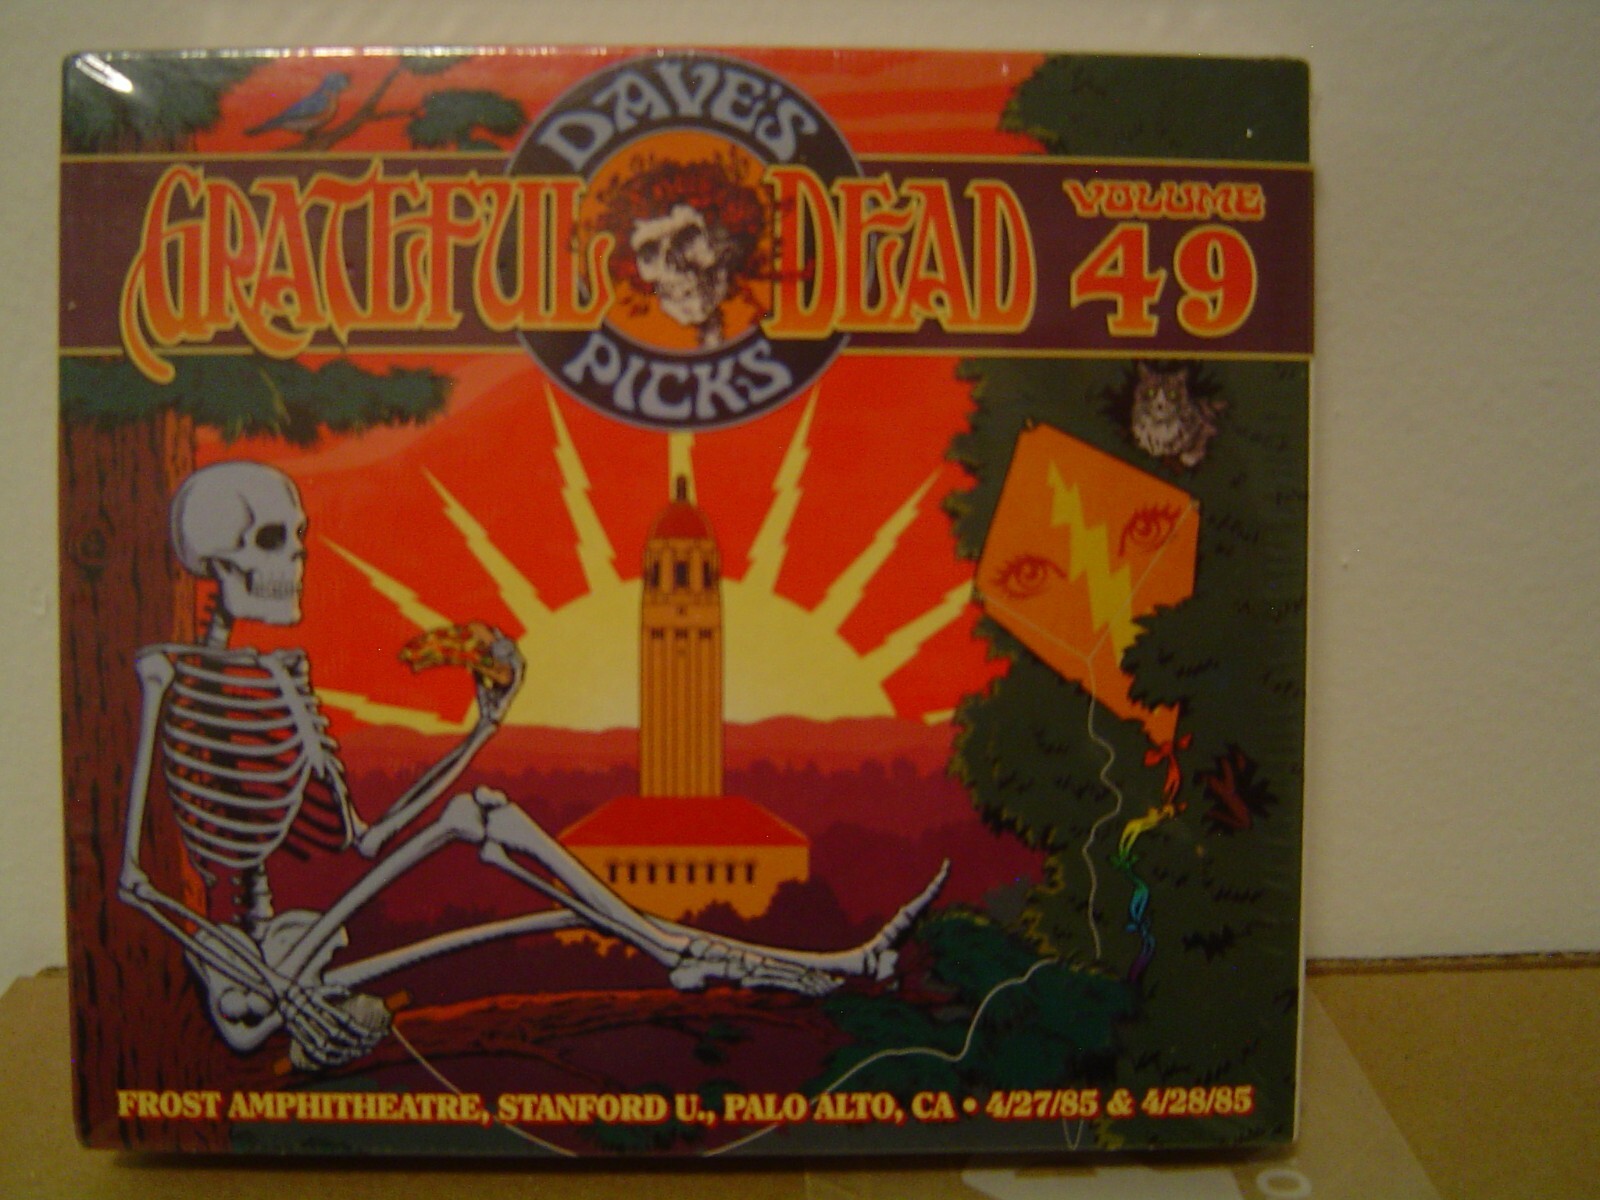 DAVE'S
GRATEFUL DEAD
VOLUME
49
PICKS
FROST AMPHITHEATRE, STANFORD U., PALO ALTO, CA • 4/27/85 & 4/28/85